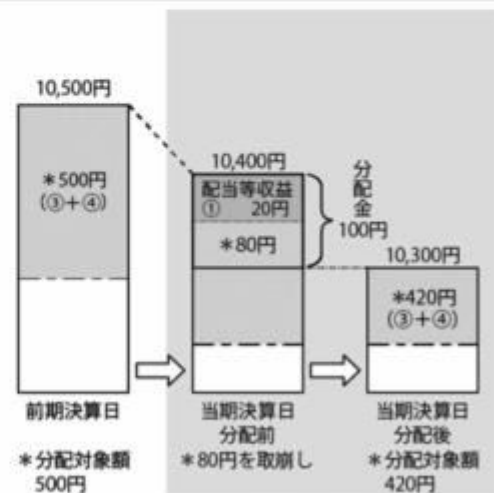 10,500円
＊500円
(③＋④)
10,400円
配当等収益
① 20円
＊80円
分配金
100円
10,300円
＊420円
(③＋④)
前期決算日
当期決算日
分配前
当期決算日
分配後
＊分配対象額
500円
＊80円を取崩し
＊分配対象額
420円